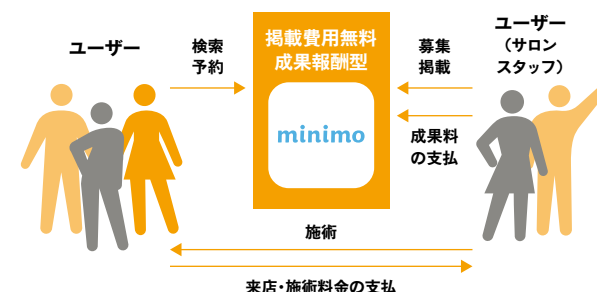 ユーザー
検索
予約
掲載費用無料
成果報酬型
minimo
募集
掲載
成果料
の支払
ユーザー
（サロン
スタッフ）
施術
来店・施術料金の支払